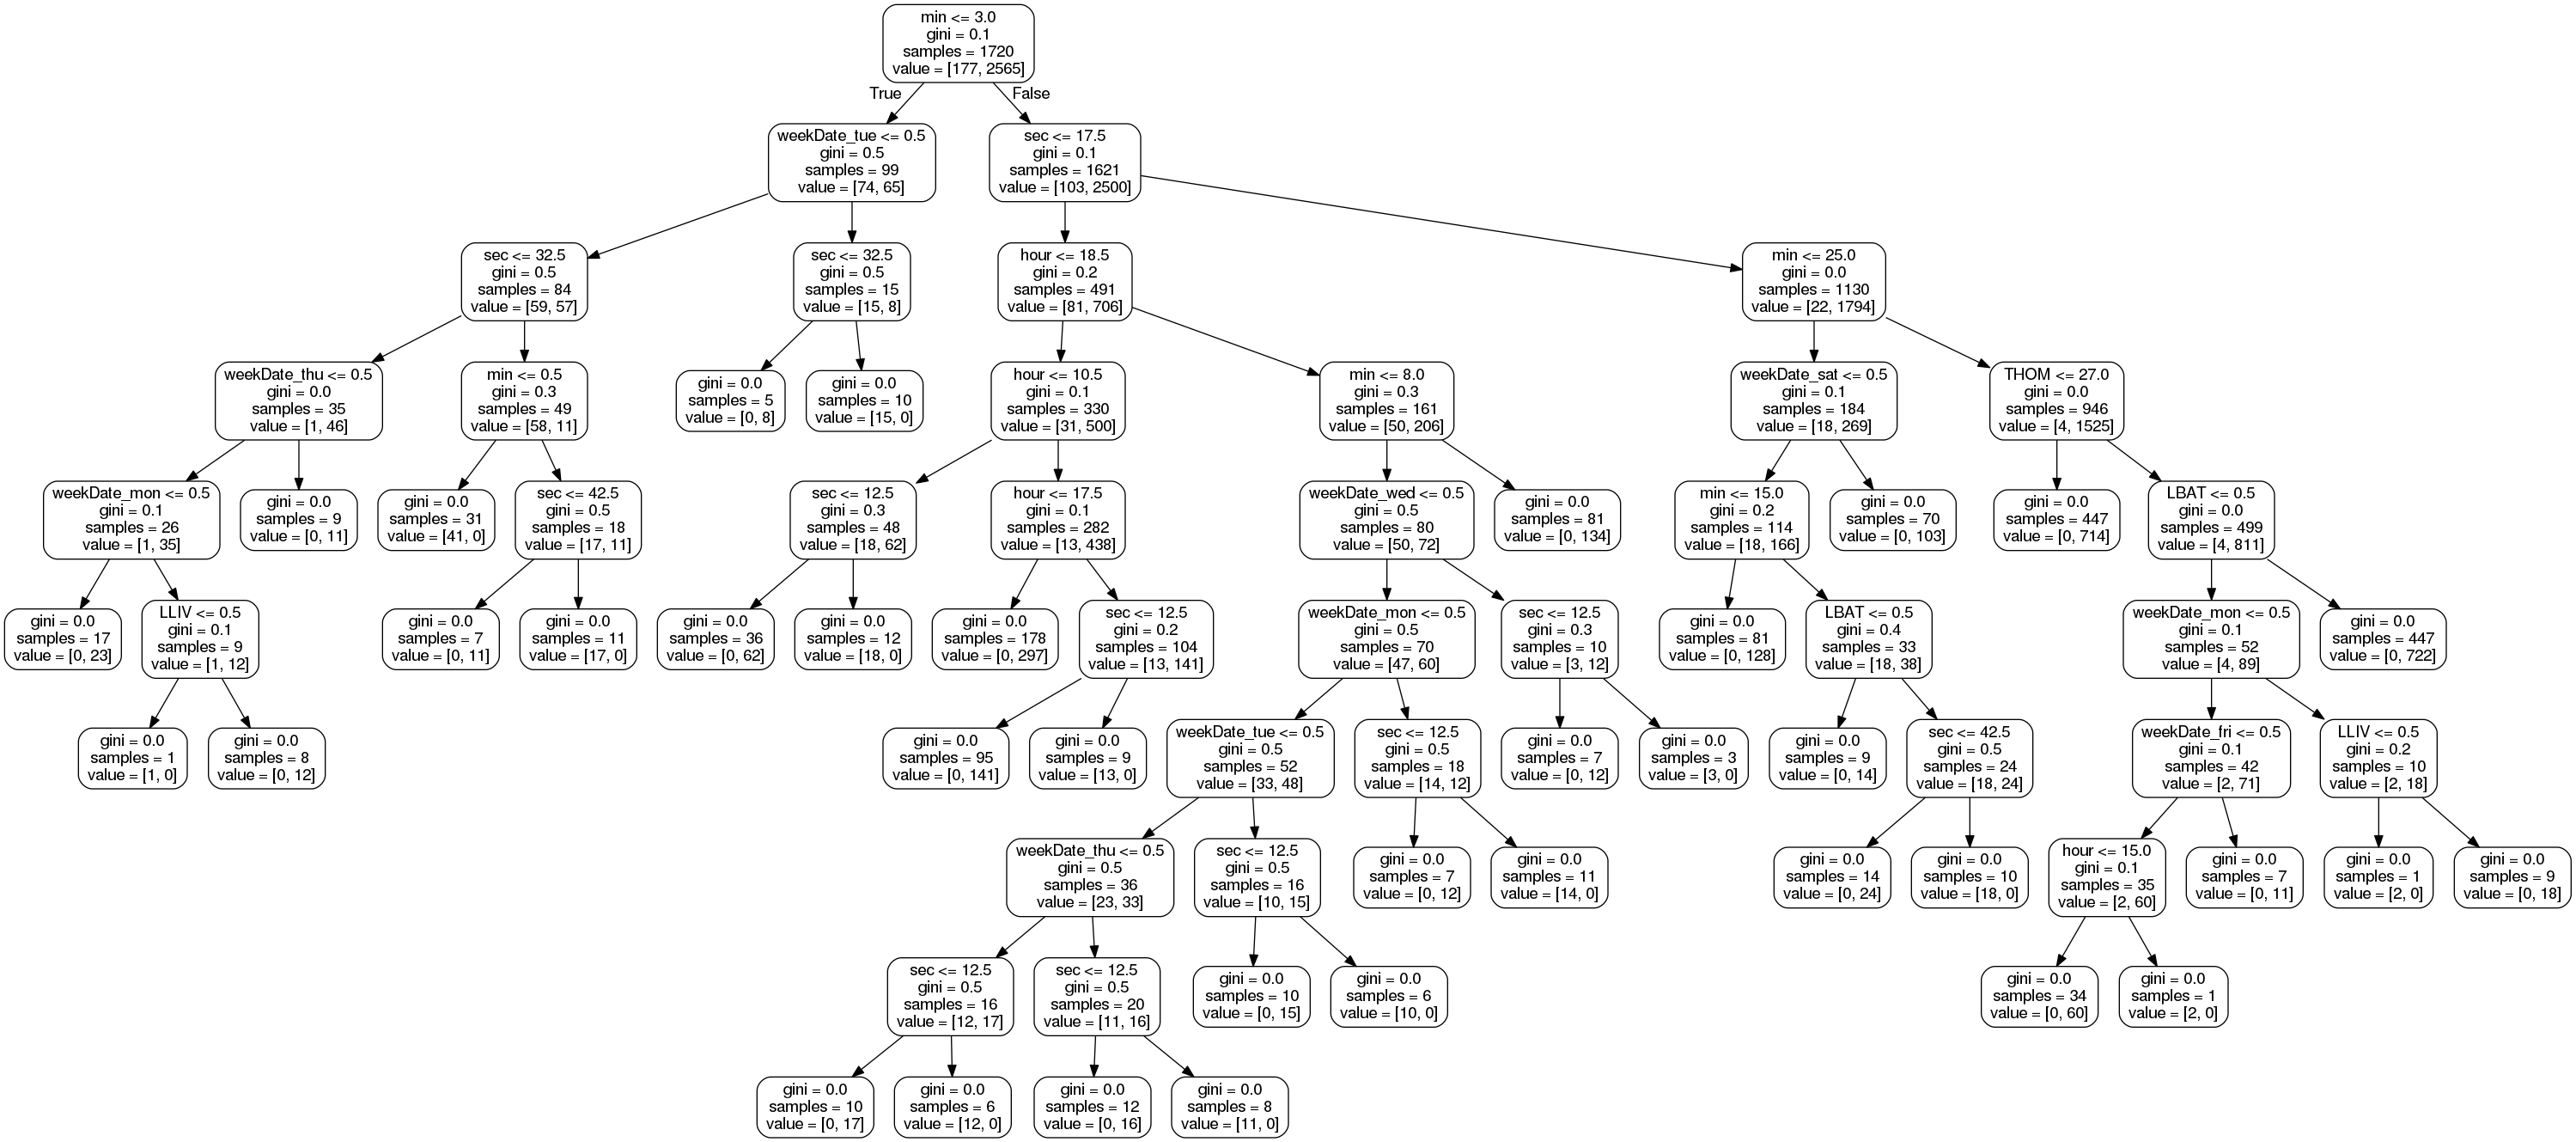 min <= 3.0
gini = 0.1
samples = 1720
value = [177, 2565]
True
False
weekDate_tue <= 0.5
gini = 0.5
samples = 99
value = [74, 65]
sec <= 17.5
gini = 0.1
samples = 1621
value = [103, 2500]
sec <= 32.5
gini = 0.5
samples = 84
value = [59, 57]
sec <= 32.5
gini = 0.5
samples = 15
value = [15, 8]
hour <= 18.5
gini = 0.2
samples = 491
value = [81, 706]
min <= 25.0
gini = 0.0
samples = 1130
value = [22, 1794]
weekDate_thu <= 0.5
gini = 0.0
samples = 35
value = [1, 46]
min <= 0.5
gini = 0.3
samples = 49
value = [58, 11]
gini = 0.0
samples = 5
value = [0, 8]
gini = 0.0
samples = 10
value = [15, 0]
hour <= 10.5
gini = 0.1
samples = 330
value = [31, 500]
min <= 8.0
gini = 0.3
samples = 161
value = [50, 206]
weekDate_sat <= 0.5
gini = 0.1
samples = 184
value = [18, 269]
THOM <= 27.0
gini = 0.0
samples = 946
value = [4, 1525]
weekDate_mon <= 0.5
gini = 0.1
samples = 26
value = [1, 35]
gini = 0.0
samples = 9
value = [0, 11]
gini = 0.0
samples = 31
value = [41, 0]
sec <= 42.5
gini = 0.5
samples = 18
value = [17, 11]
sec <= 12.5
gini = 0.3
samples = 48
value = [18, 62]
hour <= 17.5
gini = 0.1
samples = 282
value = [13, 438]
weekDate_wed <= 0.5
gini = 0.5
samples = 80
value = [50, 72]
gini = 0.0
samples = 81
value = [0, 134]
min <= 15.0
gini = 0.2
samples = 114
value = [18, 166]
gini = 0.0
samples = 70
value = [0, 103]
gini = 0.0
samples = 447
value = [0, 714]
LBAT <= 0.5
gini = 0.0
samples = 499
value = [4, 811]
gini = 0.0
samples = 17
value = [0, 23]
LLIV <= 0.5
gini = 0.1
samples = 9
value = [1, 12]
gini = 0.0
samples = 7
value = [0, 11]
gini = 0.0
samples = 11
value = [17, 0]
gini = 0.0
samples = 36
value = [0, 62]
gini = 0.0
samples = 12
value = [18, 0]
gini = 0.0
samples = 178
value = [0, 297]
sec <= 12.5
gini = 0.2
samples = 104
value = [13, 141]
weekDate_mon <= 0.5
gini = 0.5
samples = 70
value = [47, 60]
sec <= 12.5
gini = 0.3
samples = 10
value = [3, 12]
gini = 0.0
samples = 81
value = [0, 128]
LBAT <= 0.5
gini = 0.4
samples = 33
value = [18, 38]
weekDate_mon <= 0.5
gini = 0.1
samples = 52
value = [4, 89]
gini = 0.0
samples = 447
value = [0, 722]
gini = 0.0
samples = 1
value = [1, 0]
gini = 0.0
samples = 8
value = [0, 12]
gini = 0.0
samples = 95
value = [0, 141]
gini = 0.0
samples = 9
value = [13, 0]
weekDate_tue <= 0.5
gini = 0.5
samples = 52
value = [33, 48]
sec <= 12.5
gini = 0.5
samples = 18
value = [14, 12]
gini = 0.0
samples = 7
value = [0, 12]
gini = 0.0
samples = 3
value = [3, 0]
gini = 0.0
samples = 9
value = [0, 14]
sec <= 42.5
gini = 0.5
samples = 24
value = [18, 24]
weekDate_fri <= 0.5
gini = 0.1
samples = 42
value = [2, 71]
LLIV <= 0.5
gini = 0.2
samples = 10
value = [2, 18]
weekDate_thu <= 0.5
gini = 0.5
samples = 36
value = [23, 33]
sec <= 12.5
gini = 0.5
samples = 16
value = [10, 15]
gini = 0.0
samples = 7
value = [0, 12]
gini = 0.0
samples = 11
value = [14, 0]
gini = 0.0
samples = 14
value = [0, 24]
gini = 0.0
samples = 10
value = [18, 0]
hour <= 15.0
gini = 0.1
samples = 35
value = [2, 60]
gini = 0.0
samples = 7
value = [0, 11]
gini = 0.0
samples = 1
value = [2, 0]
gini = 0.0
samples = 9
value = [0, 18]
sec <= 12.5
gini = 0.5
samples = 16
value = [12, 17]
sec <= 12.5
gini = 0.5
samples = 20
value = [11, 16]
gini = 0.0
samples = 10
value = [0, 15]
gini = 0.0
samples = 6
value = [10, 0]
gini = 0.0
samples = 34
value = [0, 60]
gini = 0.0
samples = 1
value = [2, 0]
gini = 0.0
samples = 10
value = [0, 17]
gini = 0.0
samples = 6
value = [12, 0]
gini = 0.0
samples = 12
value = [0, 16]
gini = 0.0
samples = 8
value = [11, 0]